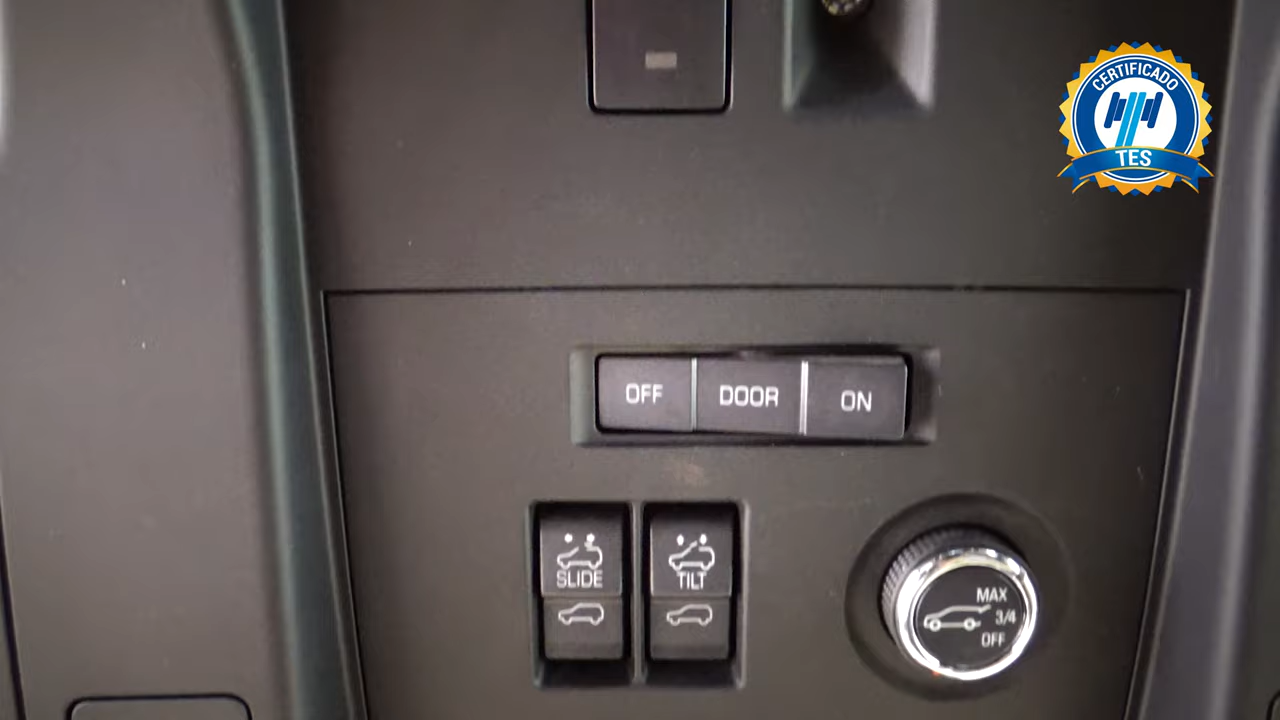 CERTIFICADO
TES
OFF DOOR ON
SLIDE TILT
MAX
3/4
OFF